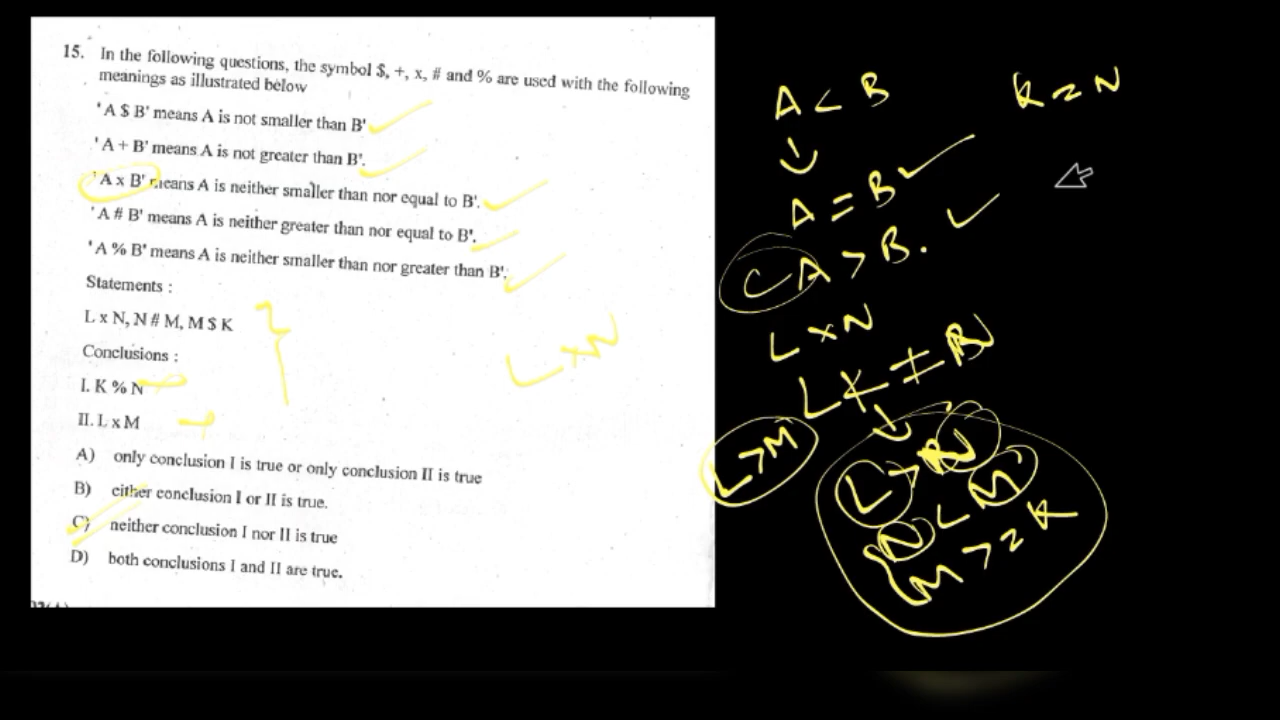 15. In the following questions, the symbol $, +, x, # and % are used with the following
meanings as illustrated below
'A $ B' means A is not smaller than B'
'A + B' means A is not greater than B'.
'A x B' means A is neither smaller than nor equal to B'.
'A # B' means A is neither greater than nor equal to B'.
'A % B' means A is neither smaller than nor greater than B'.
Statements :
L x N, N # M, M $ K
Conclusions :
I. K % N
II. L x M
A) only conclusion I is true or only conclusion II is true
B) either conclusion I or II is true.
C) neither conclusion I nor II is true
D) both conclusions I and II are true.
L x N
A < B
K = N
A = B
A > B.
L x N
L > M
L > N
N < M
M > = K